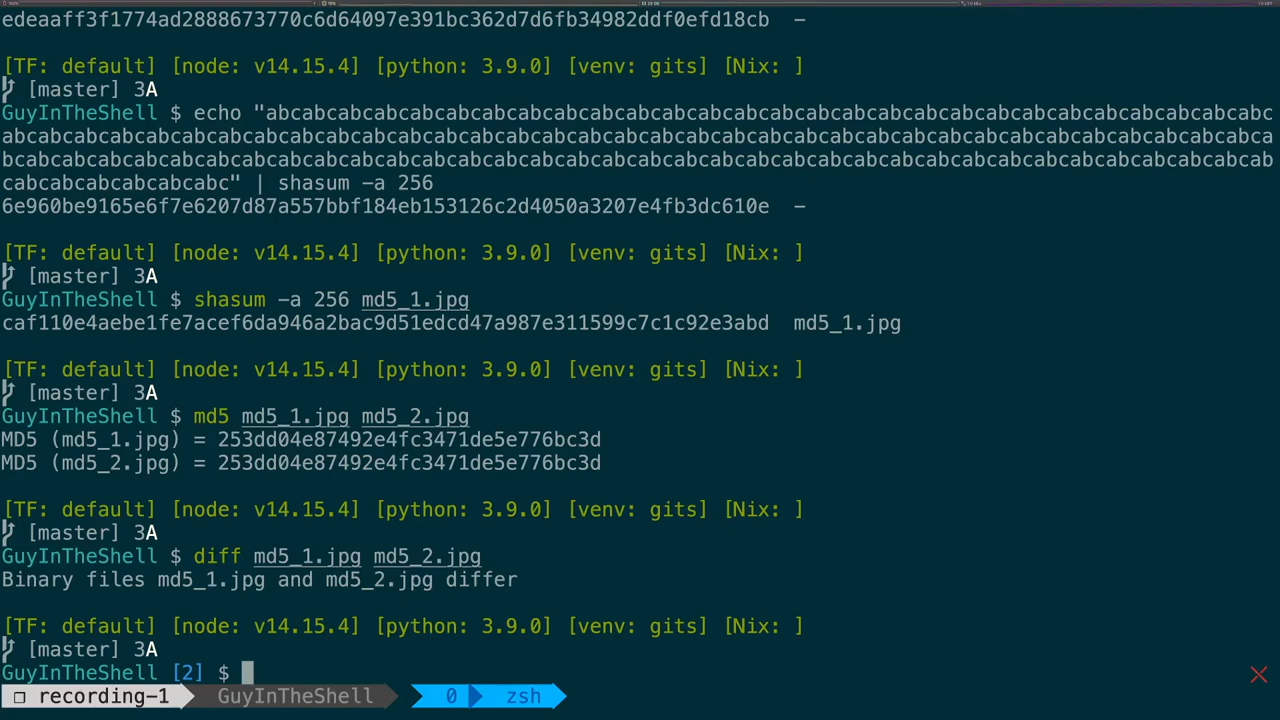 edeaaff3f1774ad2888673770c6d64097e391bc362d7d6fb34982ddf0efd18cb  -
[TF: default] [node: v14.15.4] [python: 3.9.0] [venv: gits] [Nix: ]
[master] 3A
GuyInTheShell $ echo "abcabcabcabcabcabcabcabcabcabcabcabcabcabcabcabcabcabcabcabcabcabcabcabcabcabcabcabc
abcabcabcabcabcabcabcabcabcabcabcabcabcabcabcabcabcabcabcabcabcabcabcabcabcabcabcabcabcabcabcabcabcabcabcab
cabcabcabcabcabcabcabcabcabcabcabcabcabcabcabcabcabcabcabcabcabcabcabcabcabcabcabcabcabcabcabcabcabcabcab
cabcabcabcabcabcabc" | shasum -a 256
6e960be9165e6f7e6207d87a557bbf184eb153126c2d4050a3207e4fb3dc610e  -
[TF: default] [node: v14.15.4] [python: 3.9.0] [venv: gits] [Nix: ]
[master] 3A
GuyInTheShell $ shasum -a 256 md5_1.jpg
caf110e4aebe1fe7acef6da946a2bac9d51edcd47a987e311599c7c1c92e3abd  md5_1.jpg
[TF: default] [node: v14.15.4] [python: 3.9.0] [venv: gits] [Nix: ]
[master] 3A
GuyInTheShell $ md5 md5_1.jpg md5_2.jpg
MD5 (md5_1.jpg) = 253dd04e87492e4fc3471de5e776bc3d
MD5 (md5_2.jpg) = 253dd04e87492e4fc3471de5e776bc3d
[TF: default] [node: v14.15.4] [python: 3.9.0] [venv: gits] [Nix: ]
[master] 3A
GuyInTheShell $ diff md5_1.jpg md5_2.jpg
Binary files md5_1.jpg and md5_2.jpg differ
[TF: default] [node: v14.15.4] [python: 3.9.0] [venv: gits] [Nix: ]
[master] 3A
GuyInTheShell [2] $
recording-1 GuyInTheShell 0 zsh